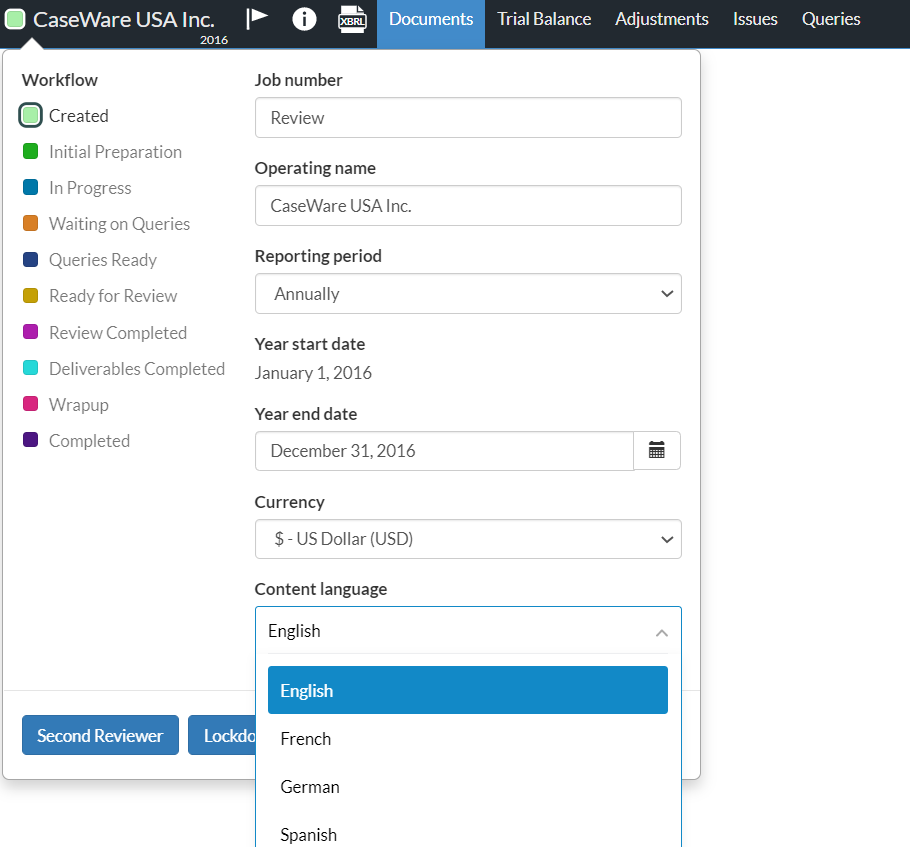 CaseWare USA Inc.
2016
XBRL
Documents
Trial Balance
Adjustments
Issues
Queries
Workflow
Created
Initial Preparation
In Progress
Waiting on Queries
Queries Ready
Ready for Review
Review Completed
Deliverables Completed
Wrapup
Completed
Job number
Review
Operating name
CaseWare USA Inc.
Reporting period
Annually
Year start date
January 1, 2016
Year end date
December 31, 2016
Currency
$ - US Dollar (USD)
Content language
English
English
French
German
Spanish
Second Reviewer
Lockdo